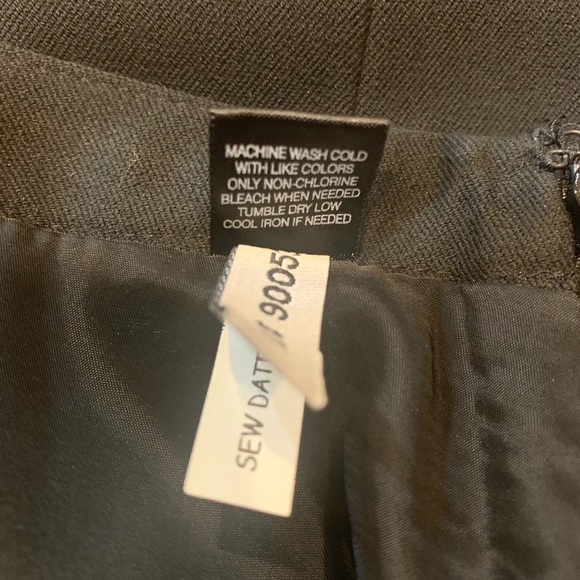 MACHINE WASH COLD
WITH LIKE COLORS
ONLY NON-CHLORINE
BLEACH WHEN NEEDED
TUMBLE DRY LOW
COOL IRON IF NEEDED
9005
SEW DATT